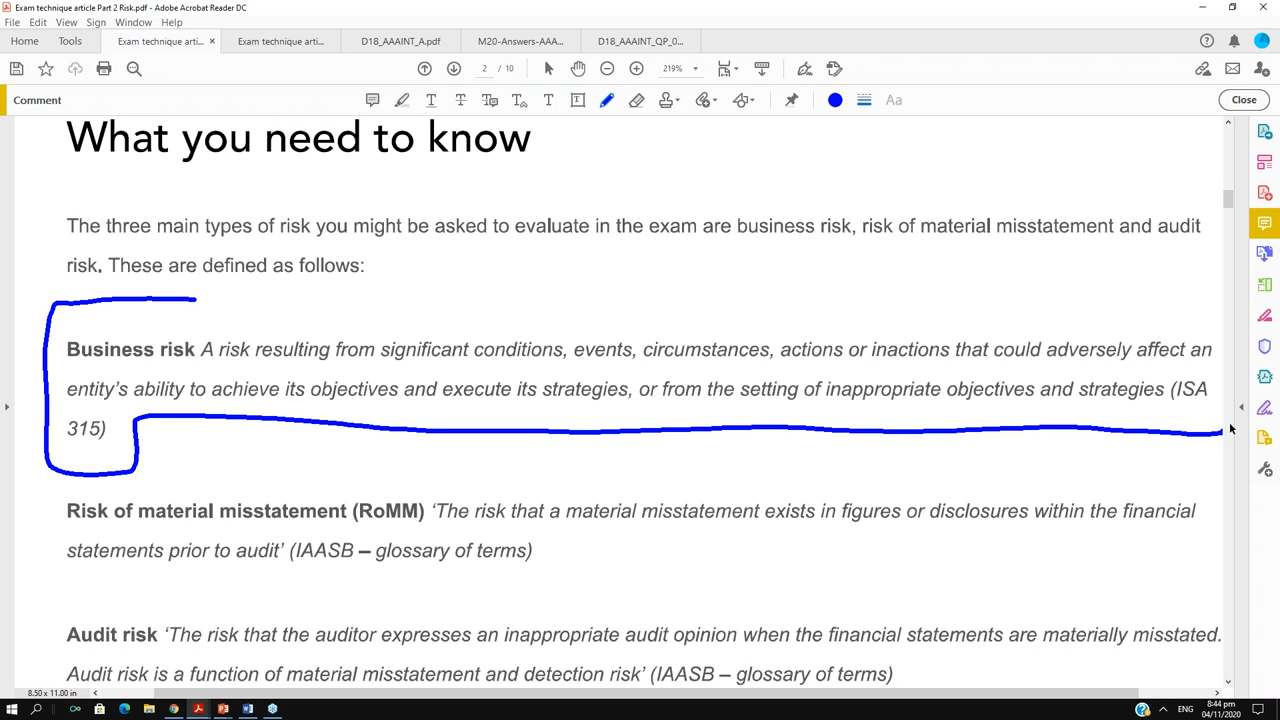 Exam technique article Part 2 Risk.pdf - Adobe Acrobat Reader DC
File Edit View Sign Window Help
Home Tools Exam technique arti... × Exam technique arti... D18_AAAINT_A.pdf M20-Answers-AAA... D18_AAAINT_QP_0...
2 / 10 219%
Comment Aa Close
What you need to know
The three main types of risk you might be asked to evaluate in the exam are business risk, risk of material misstatement and audit
risk. These are defined as follows:
Business risk A risk resulting from significant conditions, events, circumstances, actions or inactions that could adversely affect an
entity’s ability to achieve its objectives and execute its strategies, or from the setting of inappropriate objectives and strategies (ISA
315)
Risk of material misstatement (RoMM) ‘The risk that a material misstatement exists in figures or disclosures within the financial
statements prior to audit’ (IAASB – glossary of terms)
Audit risk ‘The risk that the auditor expresses an inappropriate audit opinion when the financial statements are materially misstated.
Audit risk is a function of material misstatement and detection risk’ (IAASB – glossary of terms)
8.50 x 11.00 in
ENG
8:44 pm
04/11/2020